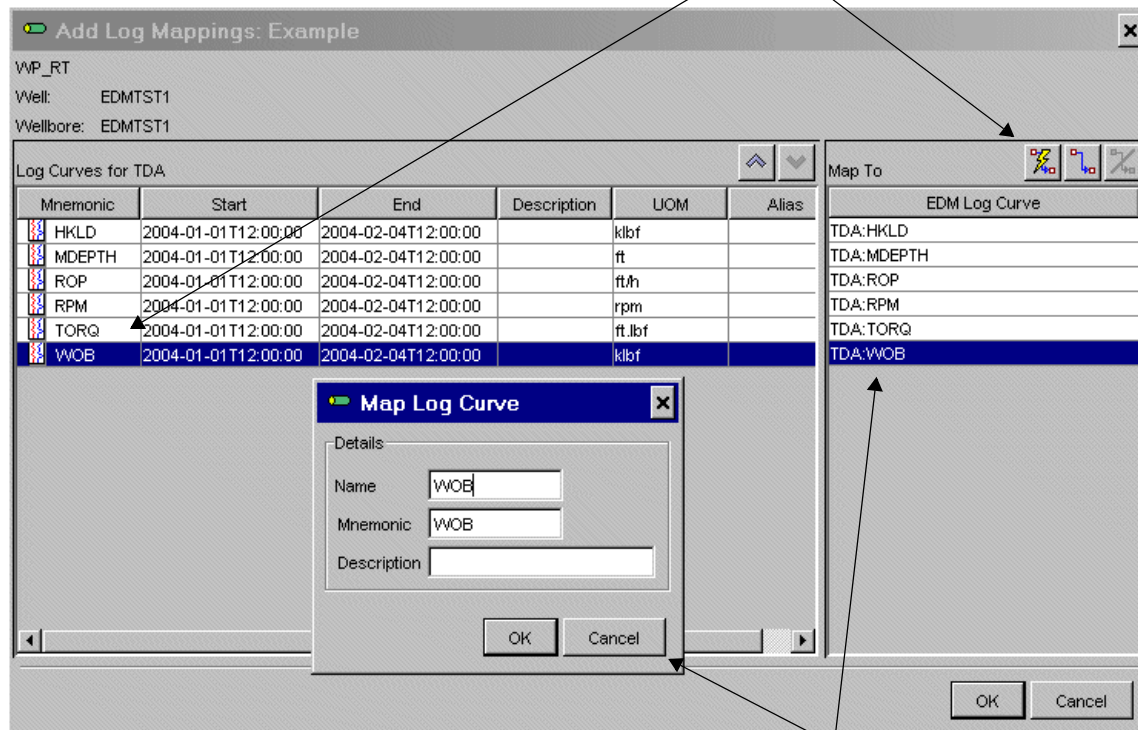 Add Log Mappings: Example
WP_RT
Well: EDMTST1
Wellbore: EDMTST1
Log Curves for TDA
Map To
Mnemonic Start End Description UOM Alias
EDM Log Curve
HKLD 2004-01-01T12:00:00 2004-02-04T12:00:00 klbf
TDA:HKLD
MDEPTH 2004-01-01T12:00:00 2004-02-04T12:00:00 ft
TDA:MDEPTH
ROP 2004-01-01T12:00:00 2004-02-04T12:00:00 ft/h
TDA:ROP
RPM 2004-01-01T12:00:00 2004-02-04T12:00:00 rpm
TDA:RPM
TORQ 2004-01-01T12:00:00 2004-02-04T12:00:00 ft.lbf
TDA:TORQ
WOB 2004-01-01T12:00:00 2004-02-04T12:00:00 klbf
TDA:WOB
Map Log Curve
Details
Name WOB
Mnemonic WOB
Description
OK Cancel
OK Cancel